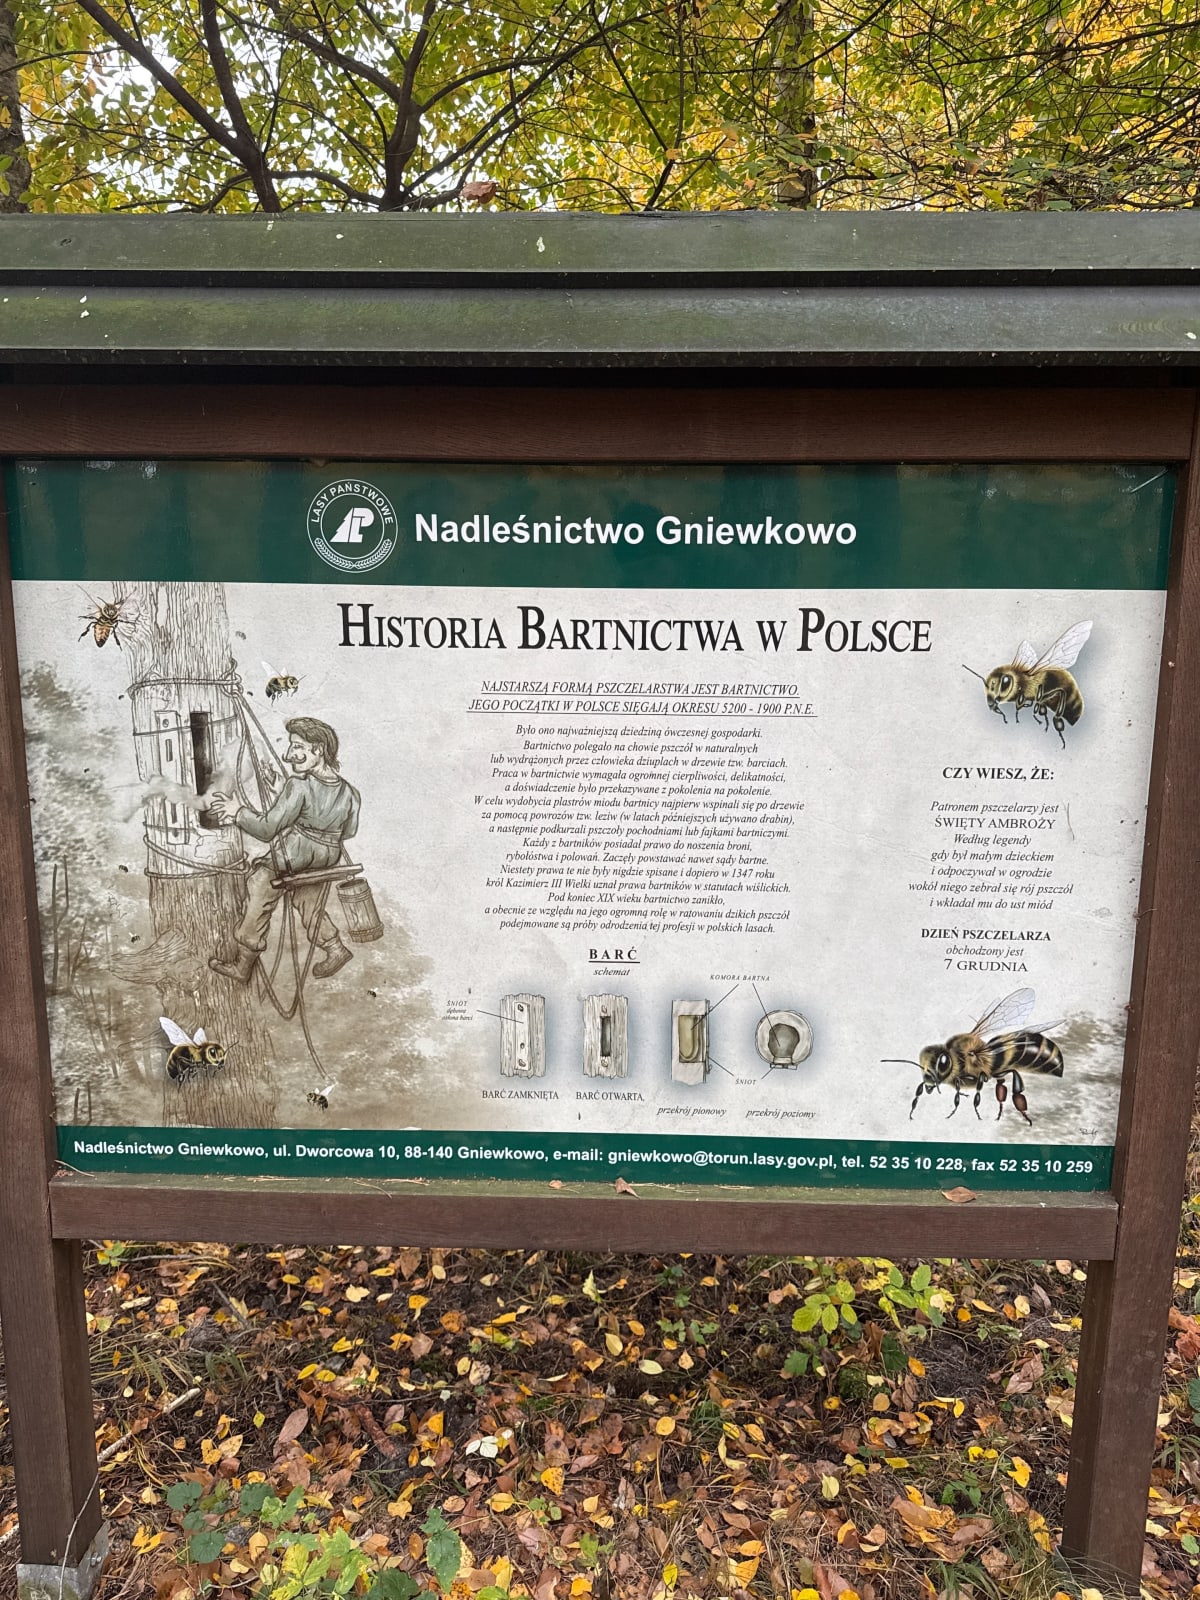 LASY PAŃSTWOWE
Nadleśnictwo Gniewkowo
HISTORIA BARTNICTWA W POLSCE
NAJSTARSZĄ FORMĄ PSZCZELARSTWA JEST BARTNICTWO.
JEGO POCZĄTKI W POLSCE SIĘGAJĄ OKRESU 5200 - 1900 P.N.E.
Było ono najważniejszą dziedziną ówczesnej gospodarki.
Bartnictwo polegało na chowie pszczół w naturalnych
lub wydrążonych przez człowieka dziuplach w drzewie tzw. barciach.
Praca w bartnictwie wymagała ogromnej cierpliwości, delikatności,
a doświadczenie było przekazywane z pokolenia na pokolenie.
W celu wydobycia plastrów miodu bartnicy najpierw wspinali się po drzewie
za pomocą powrozów tzw. leziw (w latach późniejszych używano drabin),
a następnie podkurzali pszczoły pochodniami lub fajkami bartniczymi.
Każdy z bartników posiadał prawo do noszenia broni,
rybołóstwa i polowań. Zaczęły powstawać nawet sądy bartne.
Niestety prawa te nie były nigdzie spisane i dopiero w 1347 roku
król Kazimierz III Wielki uznał prawa bartników w statutach wiślickich.
Pod koniec XIX wieku bartnictwo zanikło,
a obecnie ze względu na jego ogromną rolę w ratowaniu dzikich pszczół
podejmowane są próby odrodzenia tej profesji w polskich lasach.
BARĆ
schemat
ŚNIOT
dębowa
osłona barci
KOMORA BARTNA
ŚNIOT
BARĆ ZAMKNIĘTA
BARĆ OTWARTA
przekrój pionowy
przekrój poziomy
CZY WIESZ, ŻE:
Patronem pszczelarzy jest
ŚWIĘTY AMBROŻY
Według legendy
gdy był małym dzieckiem
i odpoczywał w ogrodzie
wokół niego zebrał się rój pszczół
i wkładał mu do ust miód
DZIEŃ PSZCZELARZA
obchodzony jest
7 GRUDNIA
Nadleśnictwo Gniewkowo, ul. Dworcowa 10, 88-140 Gniewkowo, e-mail: gniewkowo@torun.lasy.gov.pl, tel. 52 35 10 228, fax 52 35 10 259